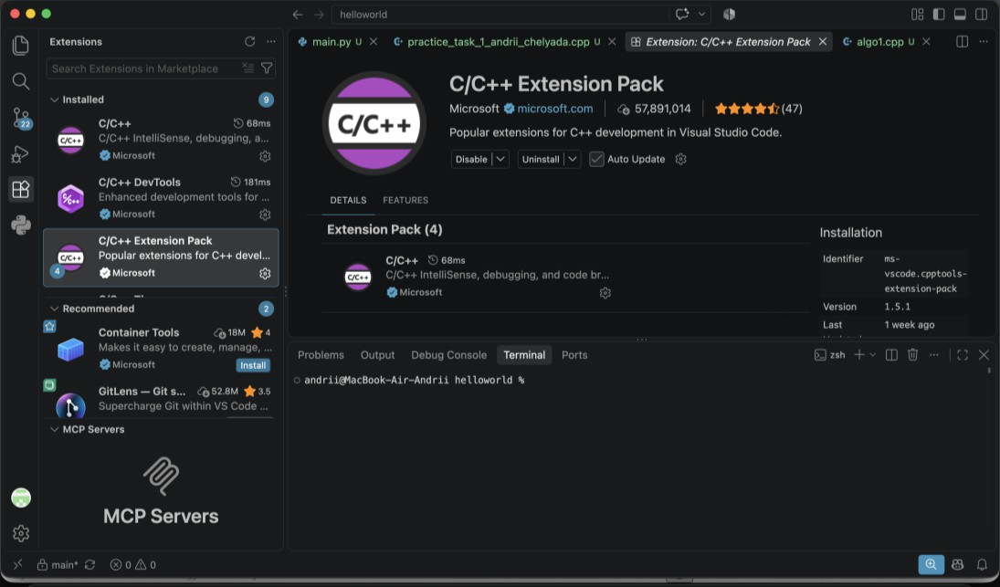 helloworld
Extensions
Search Extensions in Marketplace
Installed 9
C/C++ 68ms
C/C++ IntelliSense, debugging, a...
Microsoft
C/C++ DevTools 181ms
Enhanced development tools for ...
Microsoft
C/C++ Extension Pack
Popular extensions for C++ devel...
4 Microsoft
Recommended 2
Container Tools 18M 4
Makes it easy to create, manage, ...
Microsoft Install
GitLens — Git s... 52.8M 3.5
Supercharge Git within VS Code ...
MCP Servers
MCP Servers
22
main.py U
practice_task_1_andrii_chelyada.cpp U
Extension: C/C++ Extension Pack
algo1.cpp U
C/C++
C/C++ Extension Pack
Microsoft microsoft.com 57,891,014 (47)
Popular extensions for C++ development in Visual Studio Code.
Disable Uninstall Auto Update
DETAILS FEATURES
Extension Pack (4)
C/C++ 68ms
C/C++ IntelliSense, debugging, and code br...
Microsoft
Installation
Identifier ms-
vscode.cpptools-
extension-pack
Version 1.5.1
Last 1 week ago
Problems Output Debug Console Terminal Ports zsh
andrii@MacBook-Air-Andrii helloworld %
main* 0 0